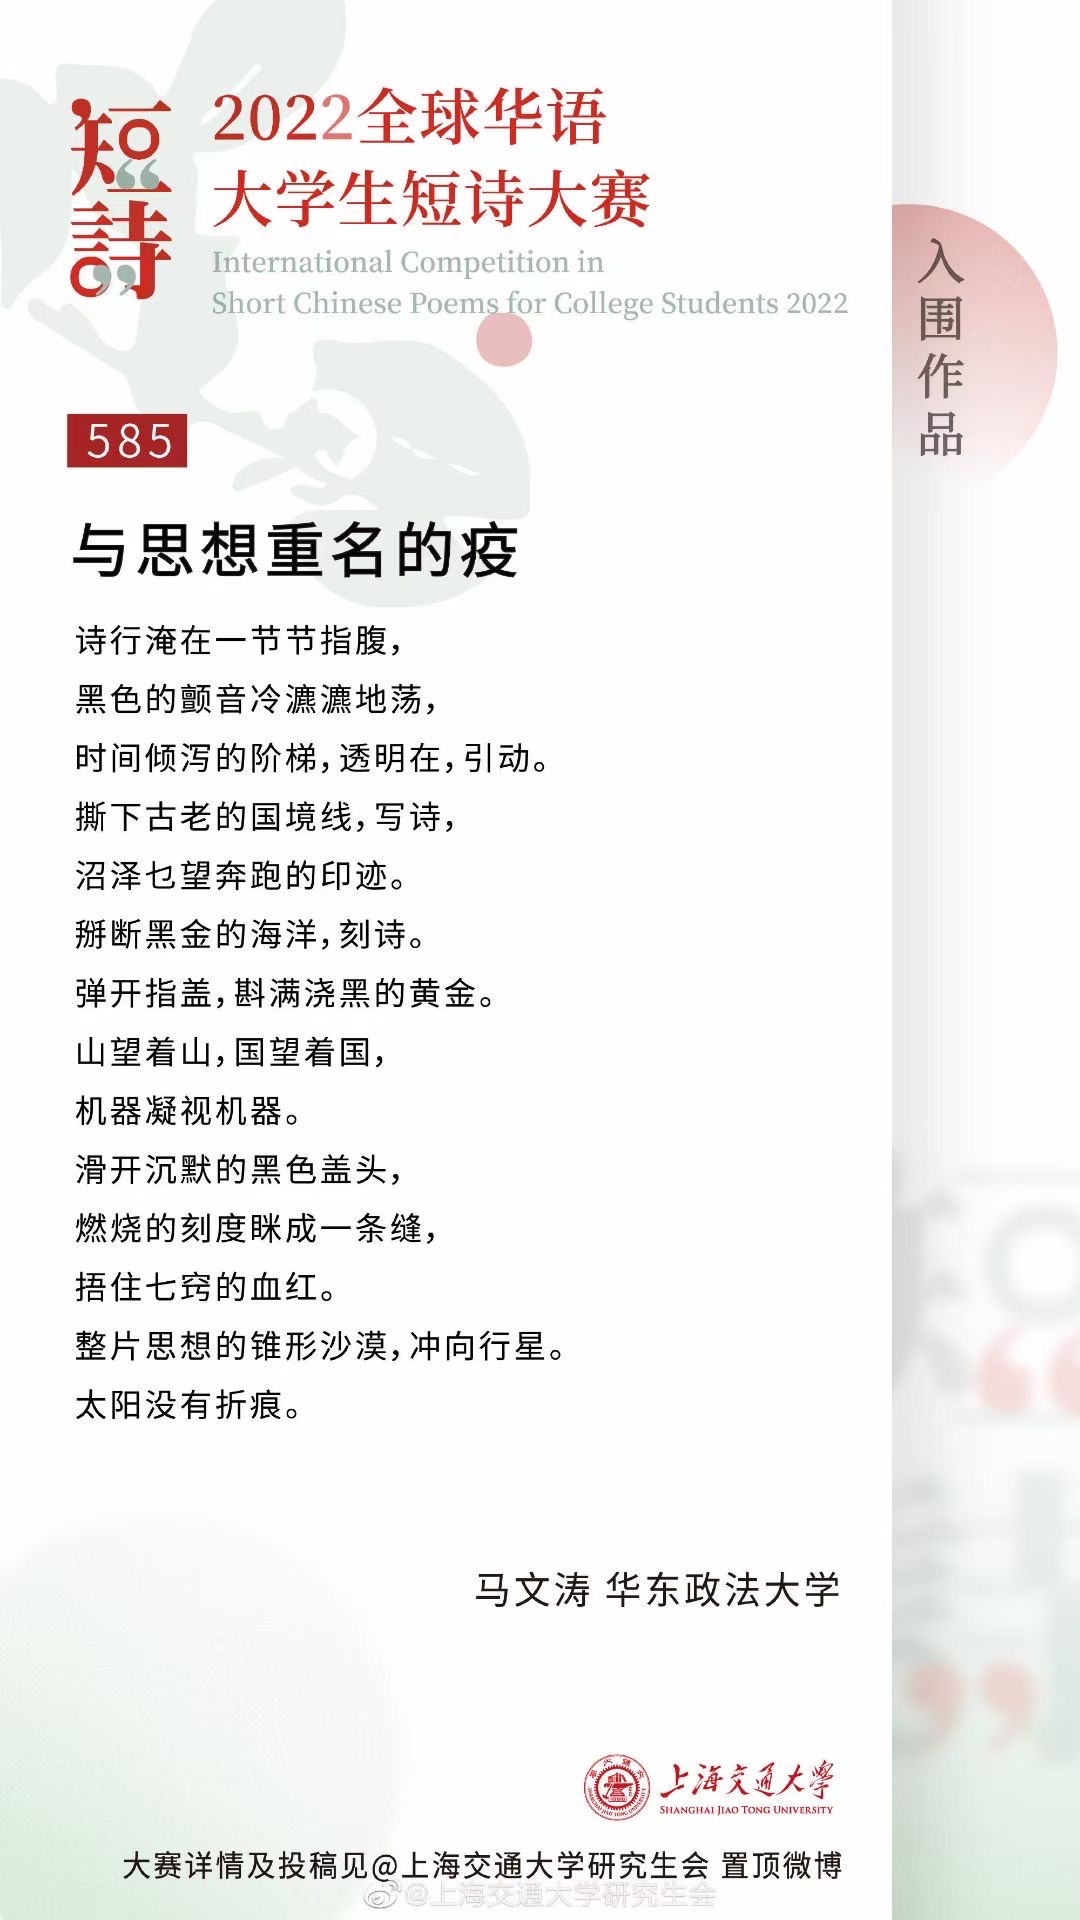 短詩
2022全球华语
大学生短诗大赛
International Competition in
Short Chinese Poems for College Students 2022
入围作品
585
与思想重名的疫
诗行淹在一节节指腹，
黑色的颤音冷瀌瀌地荡，
时间倾泻的阶梯，透明在，引动。
撕下古老的国境线，写诗，
沼泽乜望奔跑的印迹。
掰断黑金的海洋，刻诗。
弹开指盖，斟满浇黑的黄金。
山望着山，国望着国，
机器凝视机器。
滑开沉默的黑色盖头，
燃烧的刻度眯成一条缝，
捂住七窍的血红。
整片思想的锥形沙漠，冲向行星。
太阳没有折痕。
马文涛 华东政法大学
上海交通大学
SHANGHAI JIAO TONG UNIVERSITY
大赛详情及投稿见@上海交通大学研究生会 置顶微博
@上海交通大学研究生会